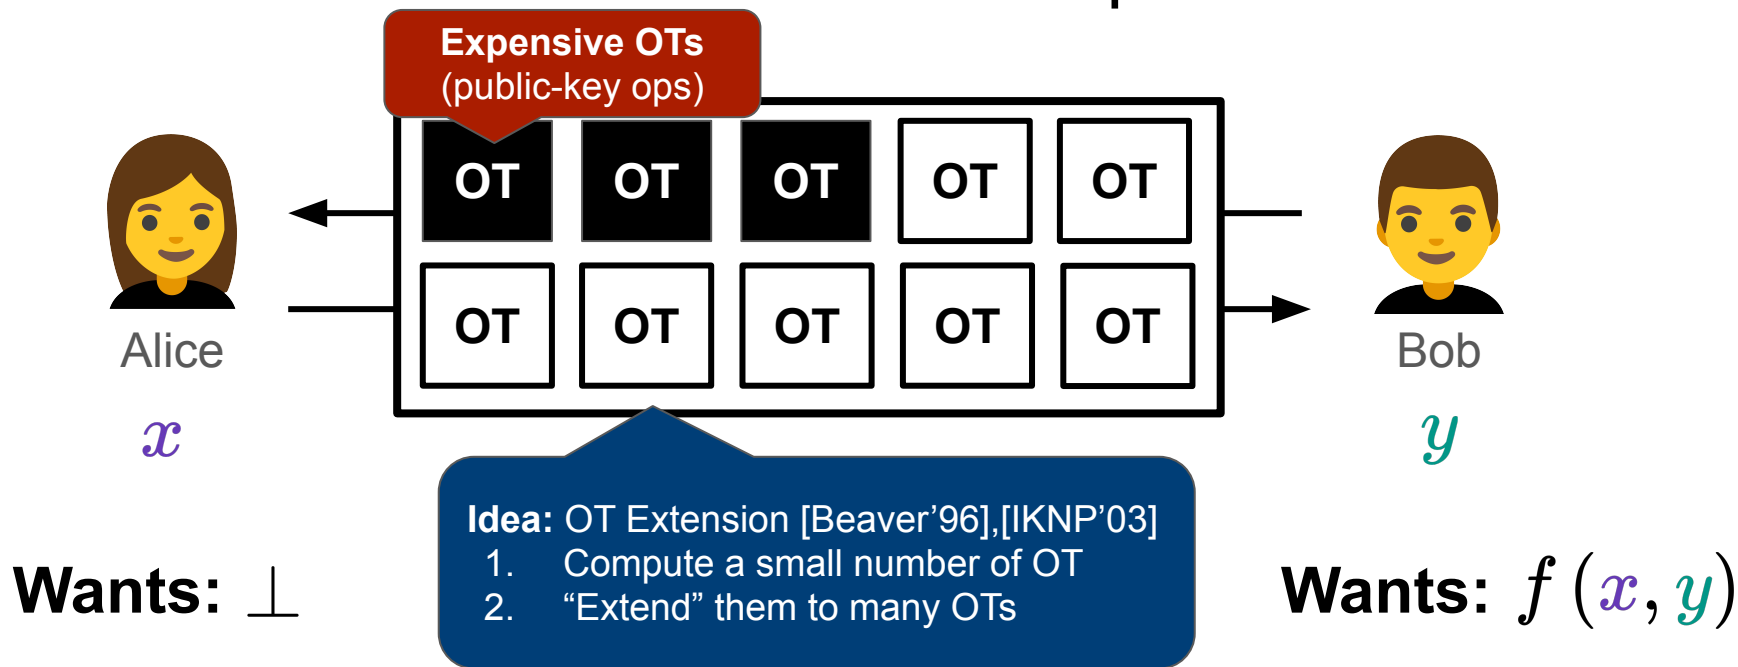 Expensive OTs
(public-key ops)
OT OT OT OT OT
OT OT OT OT OT
Alice
Bob
x
y
Idea: OT Extension [Beaver’96],[IKNP’03]
1. Compute a small number of OT
2. “Extend” them to many OTs
Wants: ⊥
Wants: f (x, y)